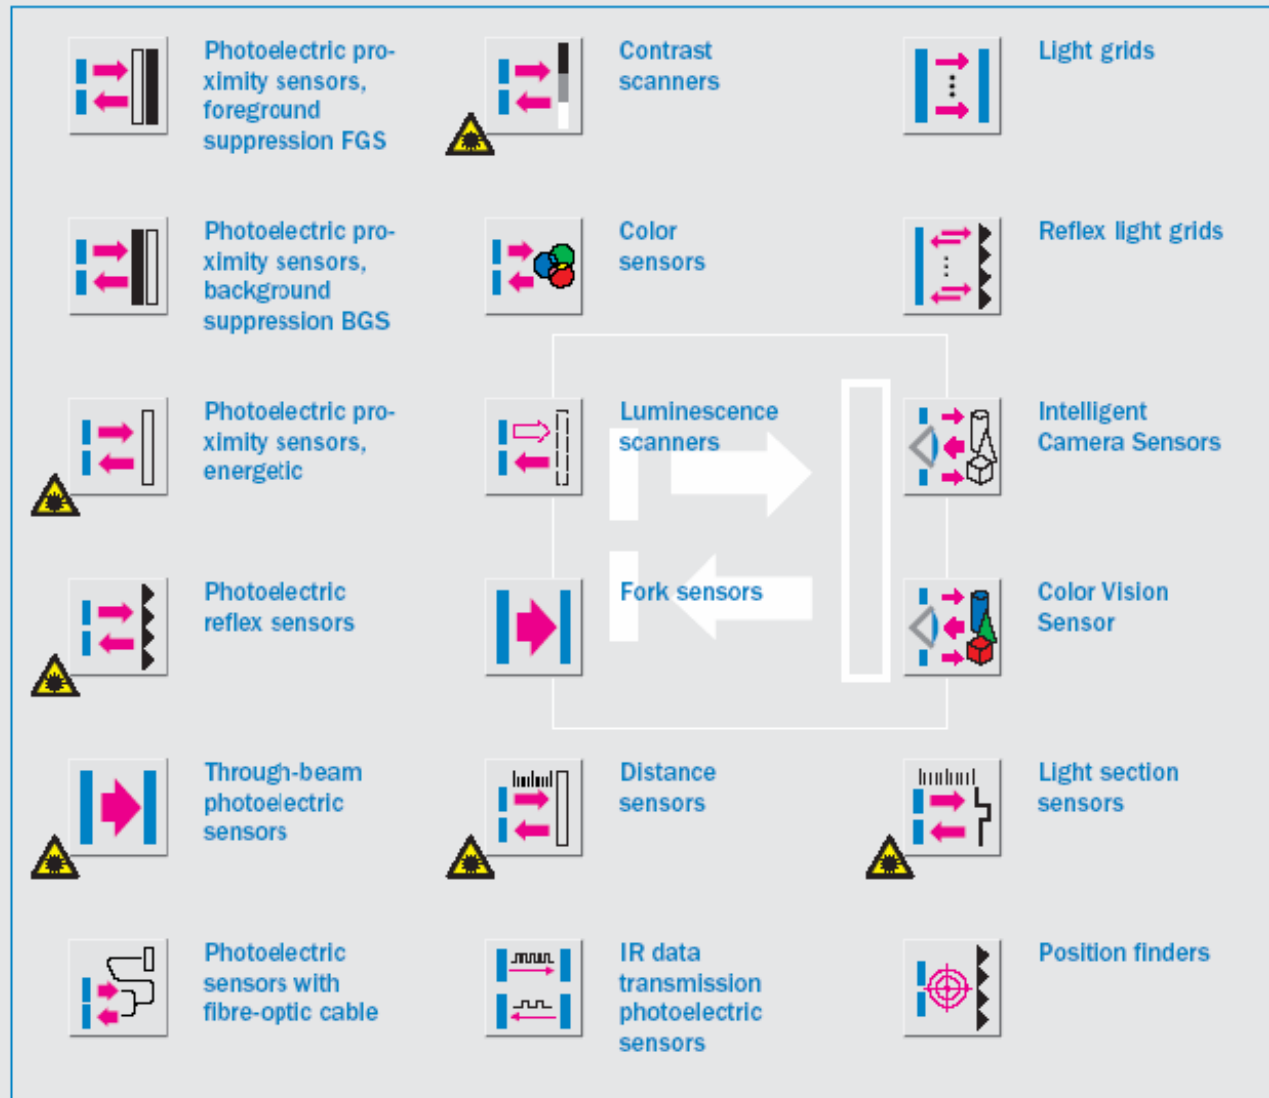 Photoelectric pro-
ximity sensors,
foreground
suppression FGS
Contrast
scanners
Light grids
Photoelectric pro-
ximity sensors,
background
suppression BGS
Color
sensors
Reflex light grids
Photoelectric pro-
ximity sensors,
energetic
Luminescence
scanners
Intelligent
Camera Sensors
Photoelectric
reflex sensors
Fork sensors
Color Vision
Sensor
Through-beam
photoelectric
sensors
Distance
sensors
Light section
sensors
Photoelectric
sensors with
fibre-optic cable
IR data
transmission
photoelectric
sensors
Position finders